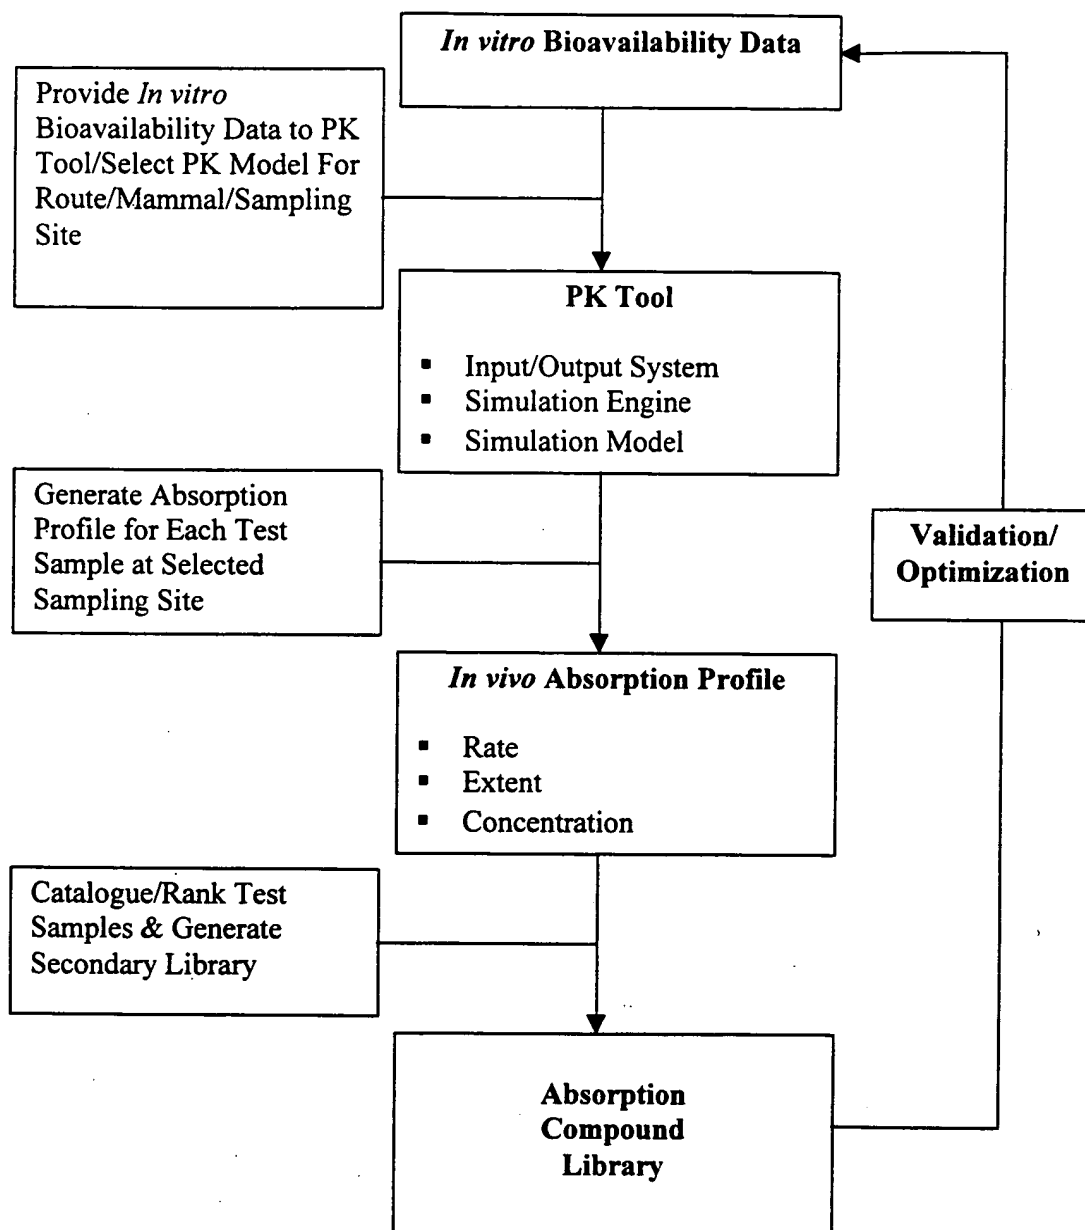 In vitro Bioavailability Data
Provide In vitro
Bioavailability Data to PK
Tool/Select PK Model For
Route/Mammal/Sampling
Site
PK Tool
▪ Input/Output System
▪ Simulation Engine
▪ Simulation Model
Generate Absorption
Profile for Each Test
Sample at Selected
Sampling Site
Validation/
Optimization
In vivo Absorption Profile
▪ Rate
▪ Extent
▪ Concentration
Catalogue/Rank Test
Samples & Generate
Secondary Library
Absorption
Compound
Library